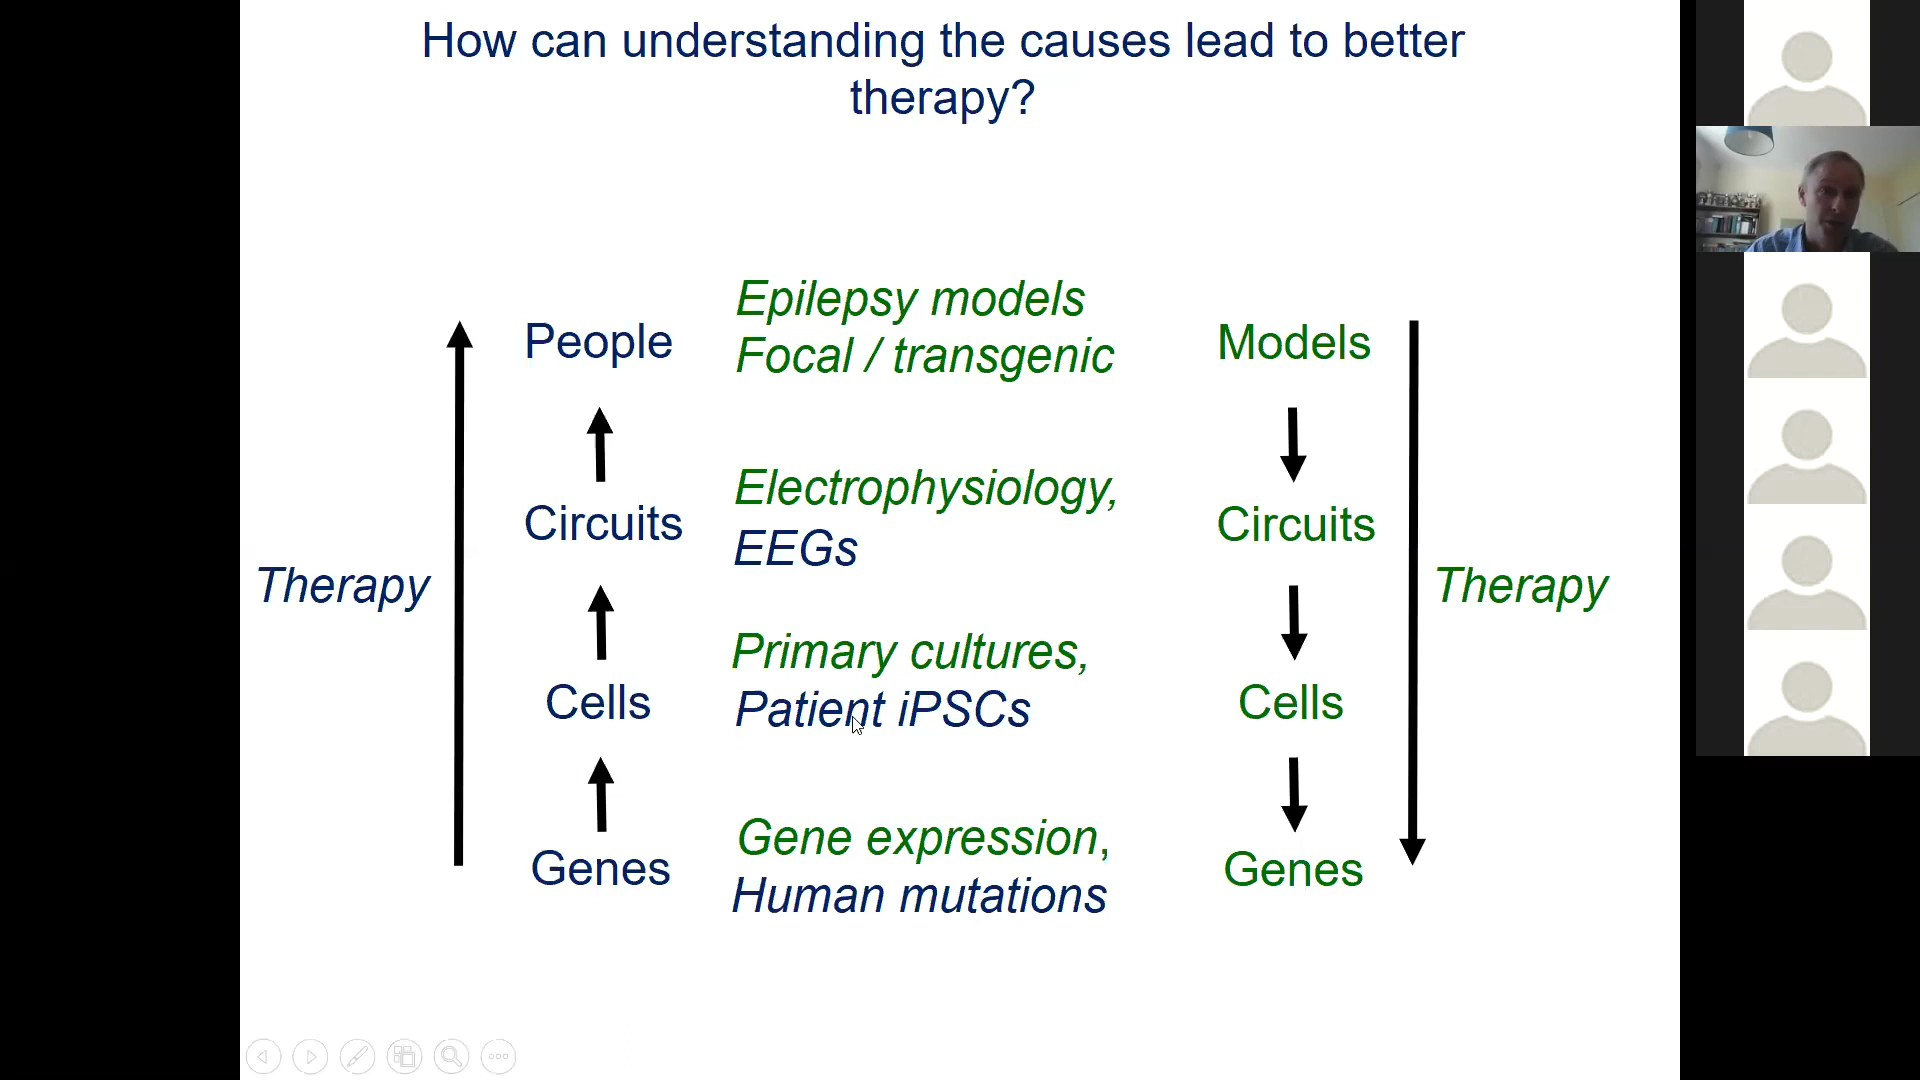 How can understanding the causes lead to better
therapy?
People
Epilepsy models
Focal / transgenic
Models
Circuits
Electrophysiology,
EEGs
Circuits
Therapy
Therapy
Cells
Primary cultures,
Patient iPSCs
Cells
Genes
Gene expression,
Human mutations
Genes